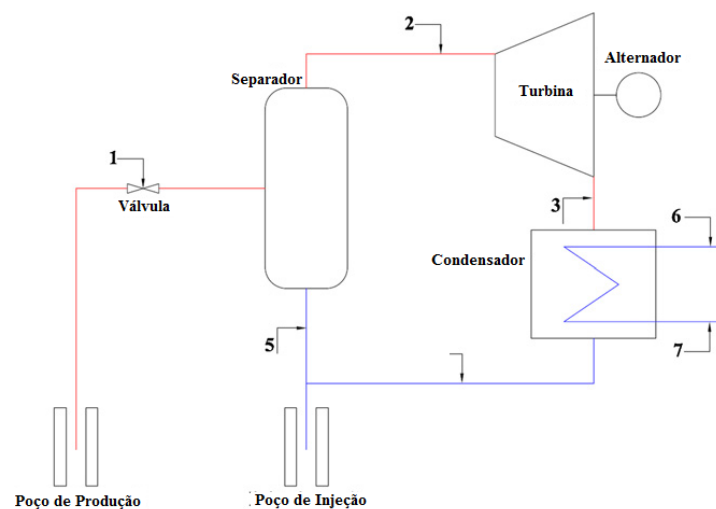 2
Alternador
Separador
Turbina
1
Válvula
3
6
Condensador
5
7
Poço de Produção
Poço de Injeção